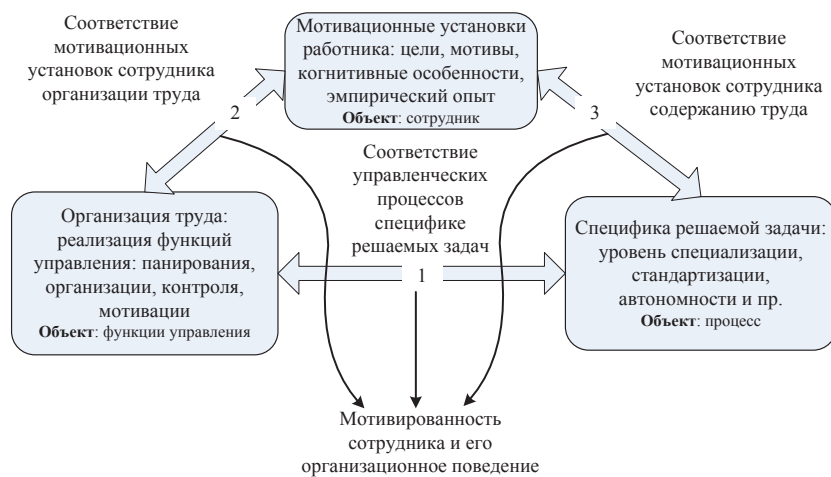 Соответствие
мотивационных
установок сотрудника
организации труда
Мотивационные установки
работника: цели, мотивы,
когнитивные особенности,
эмпирический опыт
Объект: сотрудник
Соответствие
мотивационных
установок сотрудника
содержанию труда
2
3
Соответствие
управленческих
процессов
специфике
решаемых задач
Организация труда:
реализация функций
управления: панирования,
организации, контроля,
мотивации
Объект: функции управления
1
Специфика решаемой задачи:
уровень специализации,
стандартизации,
автономности и пр.
Объект: процесс
Мотивированность
сотрудника и его
организационное поведение